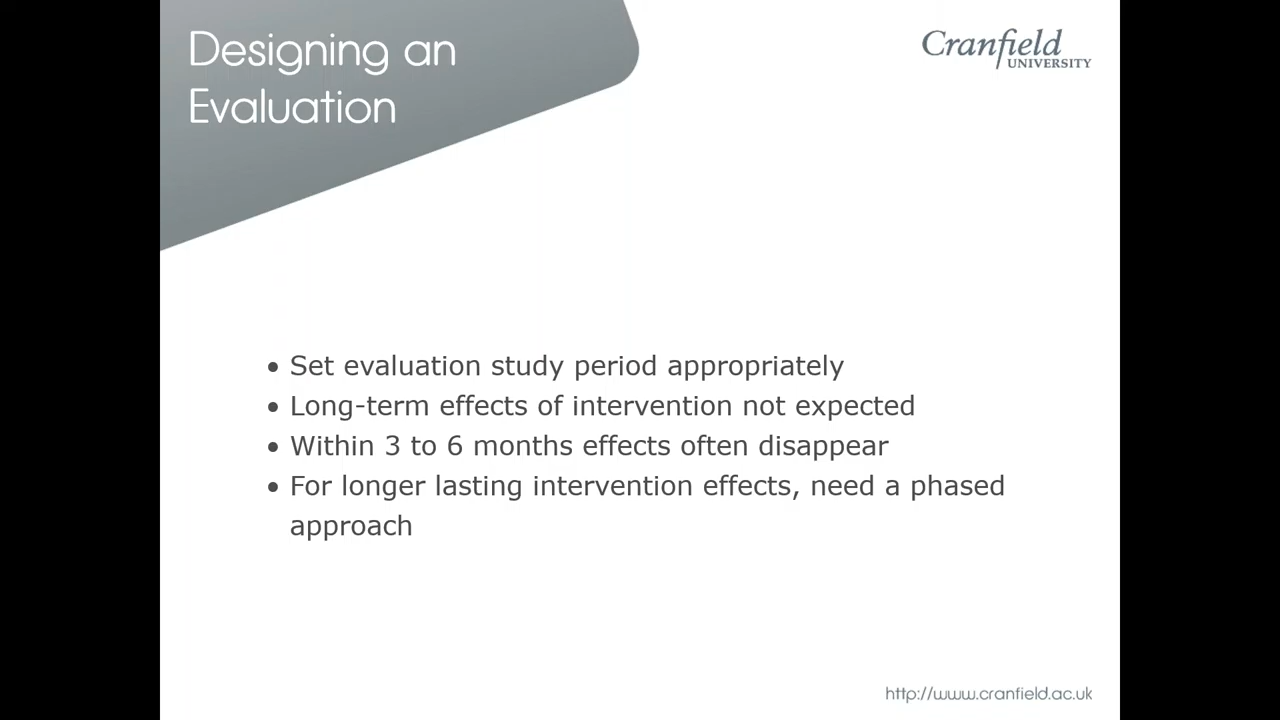 Designing an
Evaluation
Cranfield
UNIVERSITY
• Set evaluation study period appropriately
• Long-term effects of intervention not expected
• Within 3 to 6 months effects often disappear
• For longer lasting intervention effects, need a phased
approach
http://www.cranfield.ac.uk